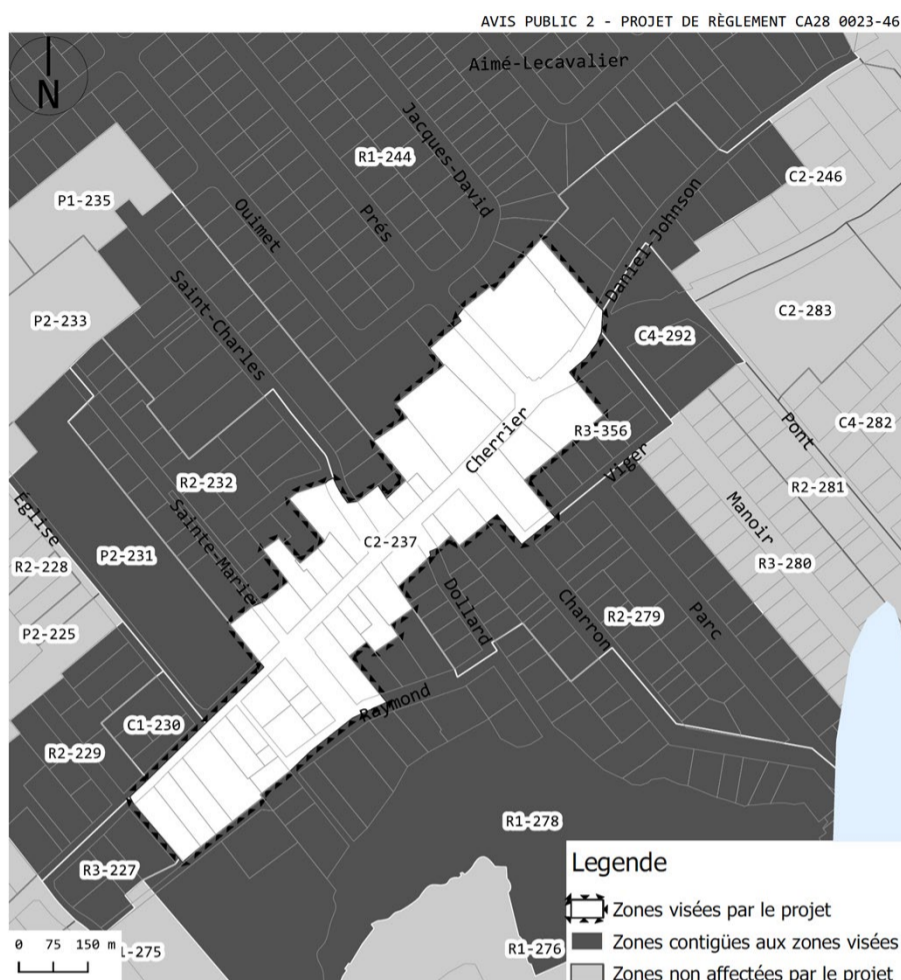 AVIS PUBLIC 2 - PROJET DE RÈGLEMENT CA28 0023-46
N
Aimé-Lecavalier
Jacques-David
R1-244
C2-246
P1-235
Ouimet
Prés
Daniel-Johnson
Saint-Charles
P2-233
C2-283
C4-292
Cherrier
R3-356
Pont
C4-282
Viger
R2-232
R2-281
Église
Sainte-Marie
Manoir
C2-237
P2-231
R2-228
R3-280
Dollard
Charron
Parc
P2-225
R2-279
Raymond
C1-230
R2-229
R1-278
R3-227
Legende
Zones visées par le projet
Zones contigües aux zones visées
Zones non affectées par le projet
0 75 150 m
-275
R1-276